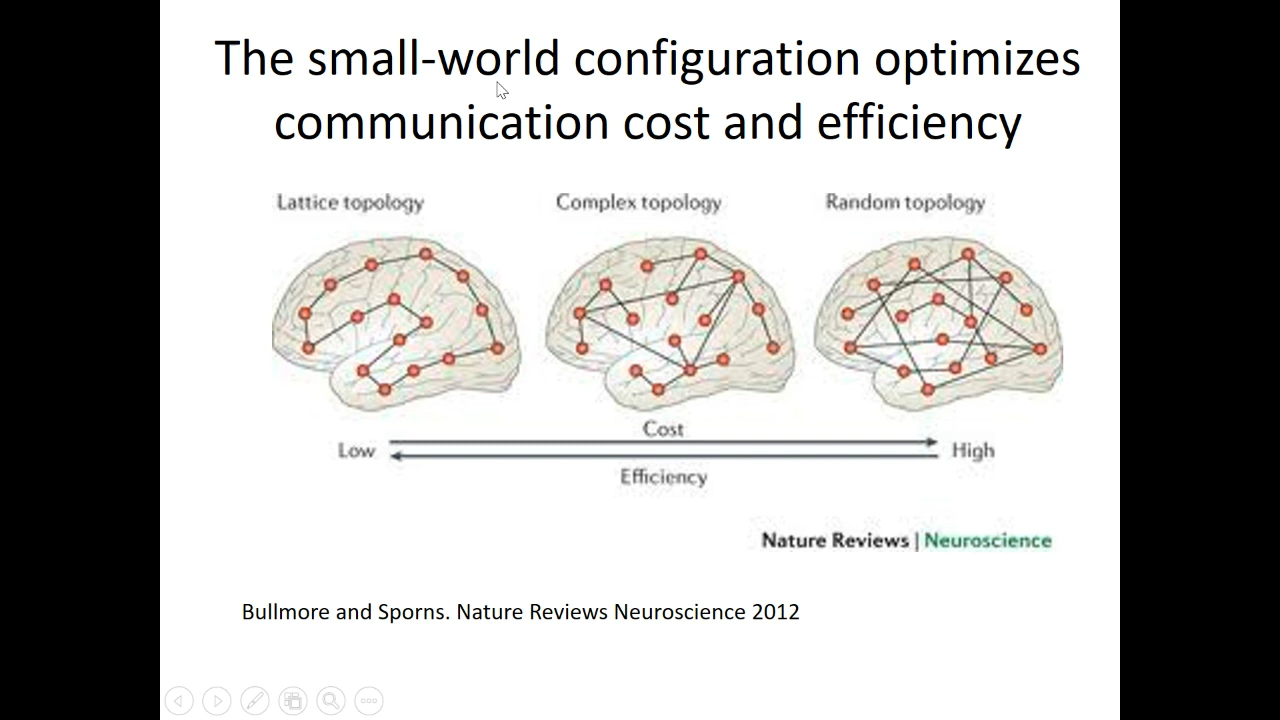 The small-world configuration optimizes
communication cost and efficiency
Lattice topology
Complex topology
Random topology
Cost
Low
High
Efficiency
Nature Reviews | Neuroscience
Bullmore and Sporns. Nature Reviews Neuroscience 2012